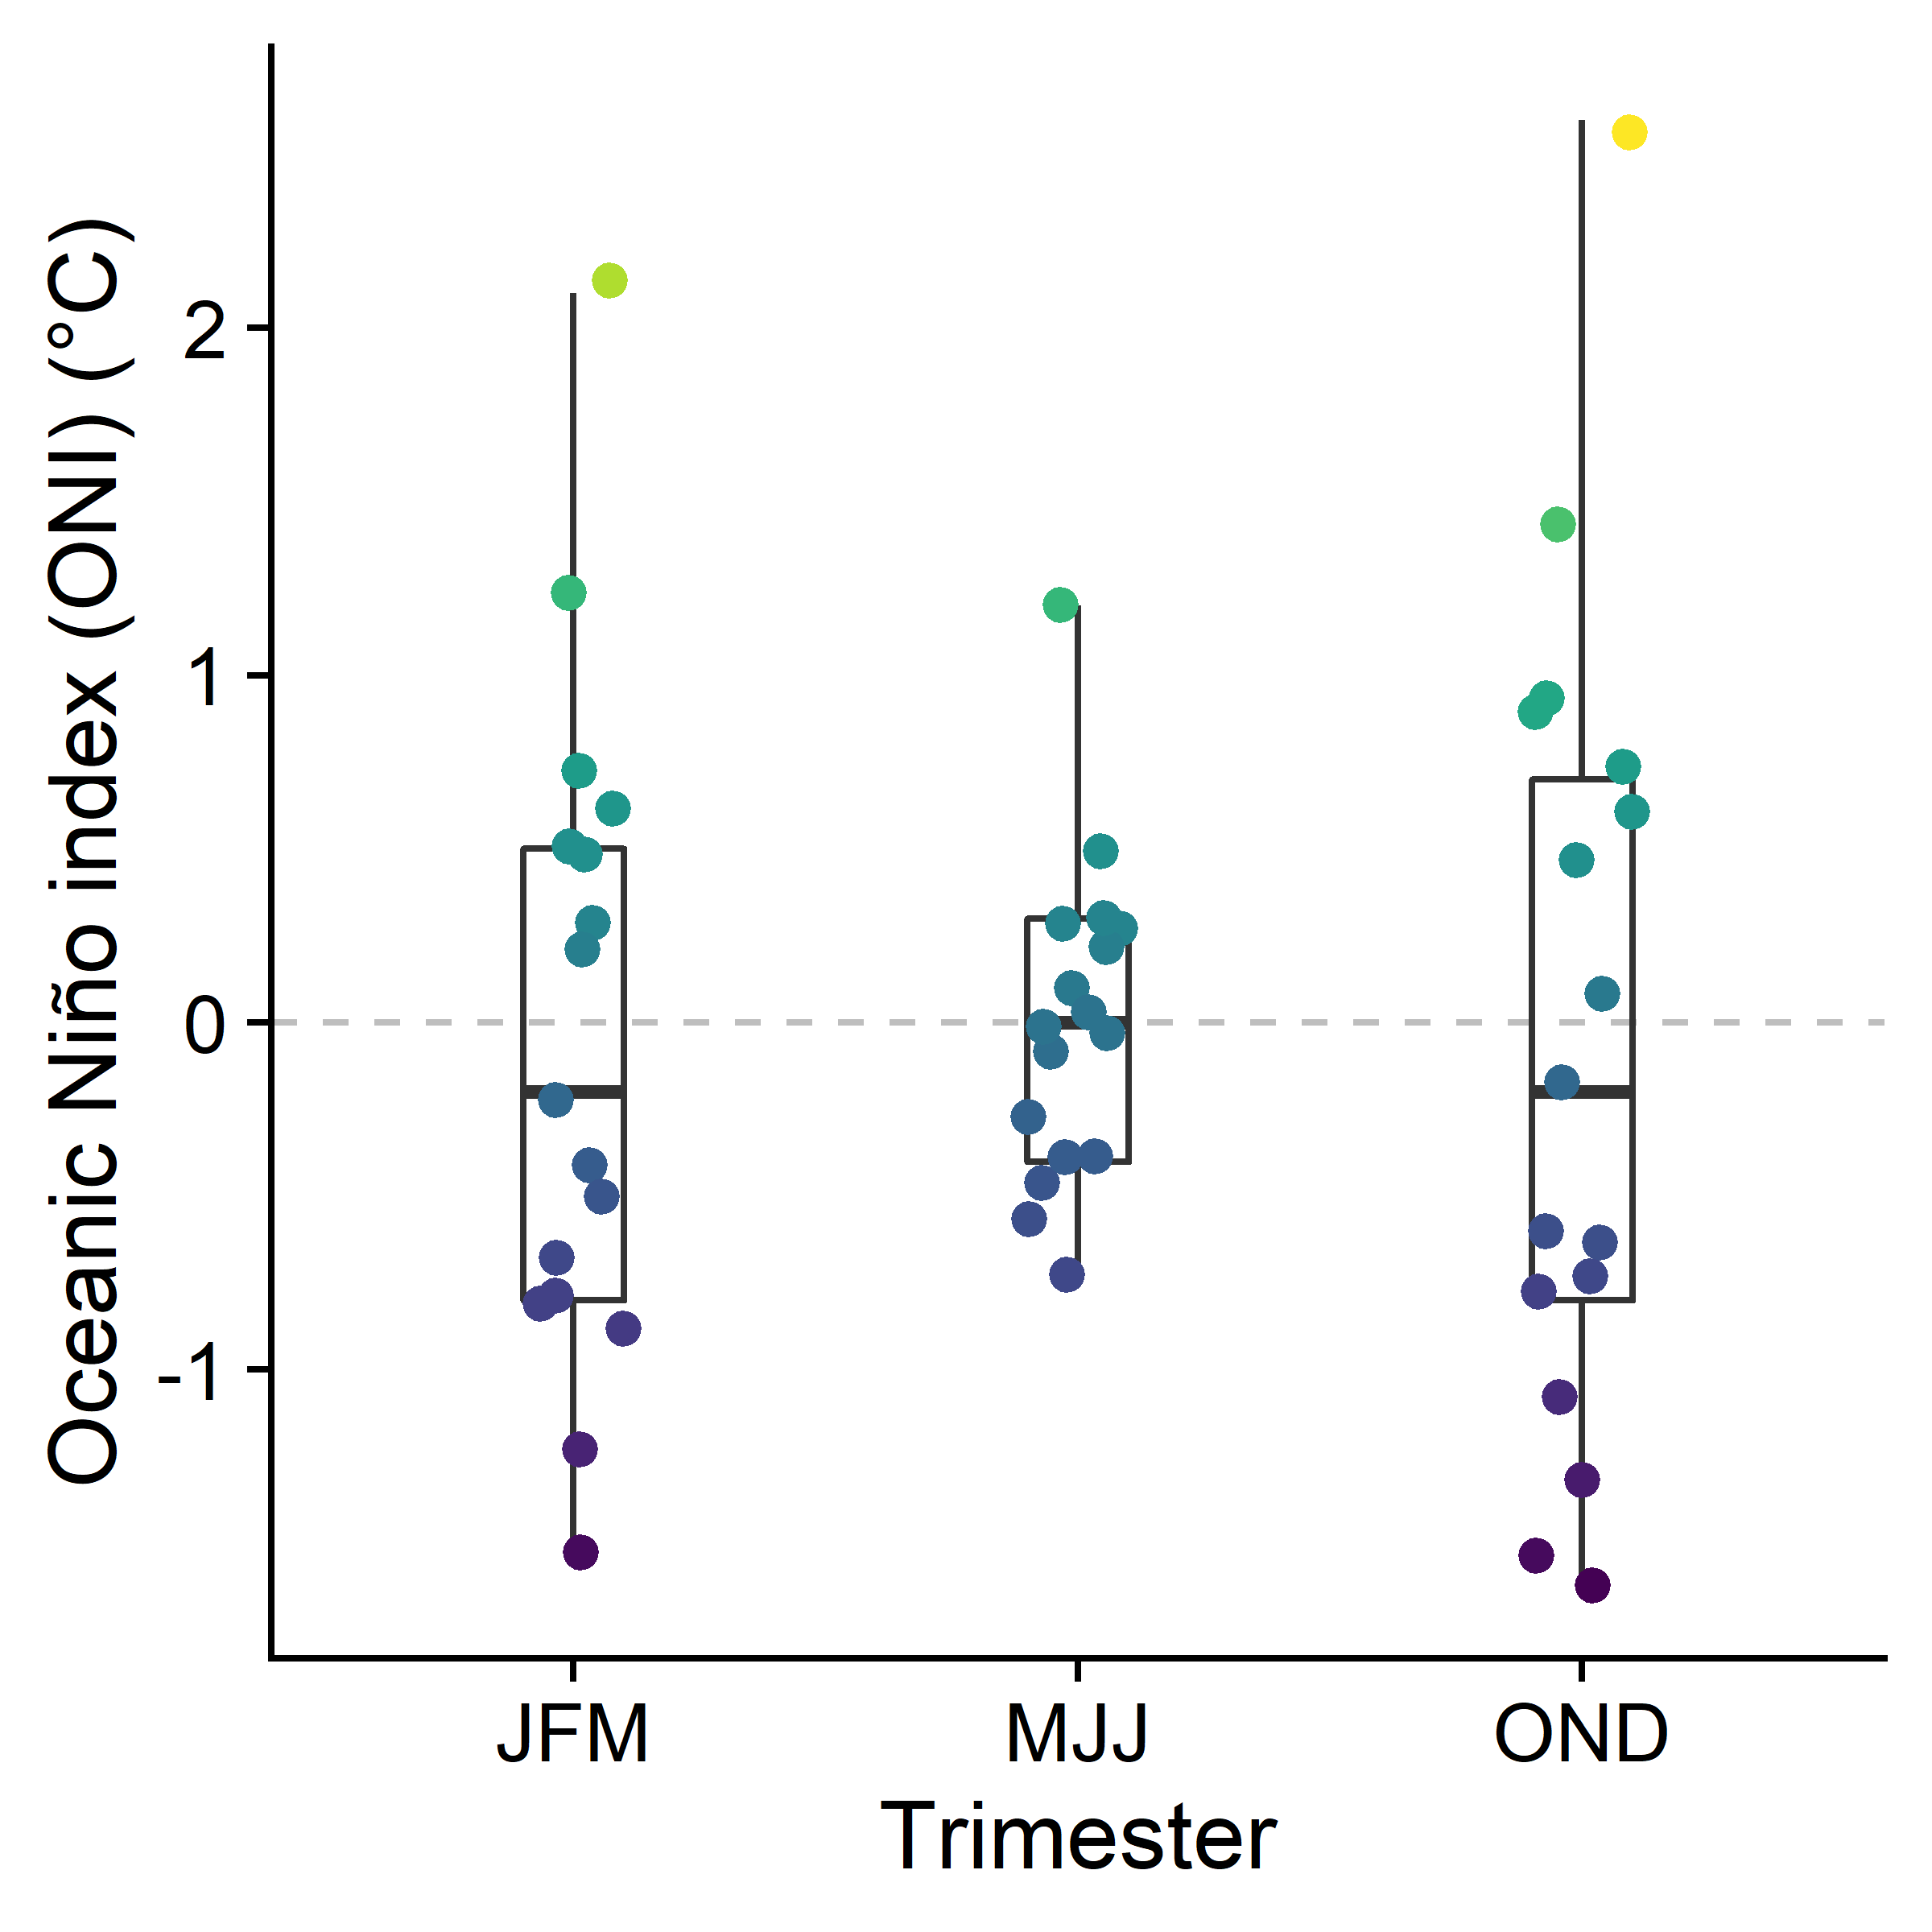 Oceanic Niño index (ONI) (°C)
2
1
0
-1
JFM MJJ OND
Trimester